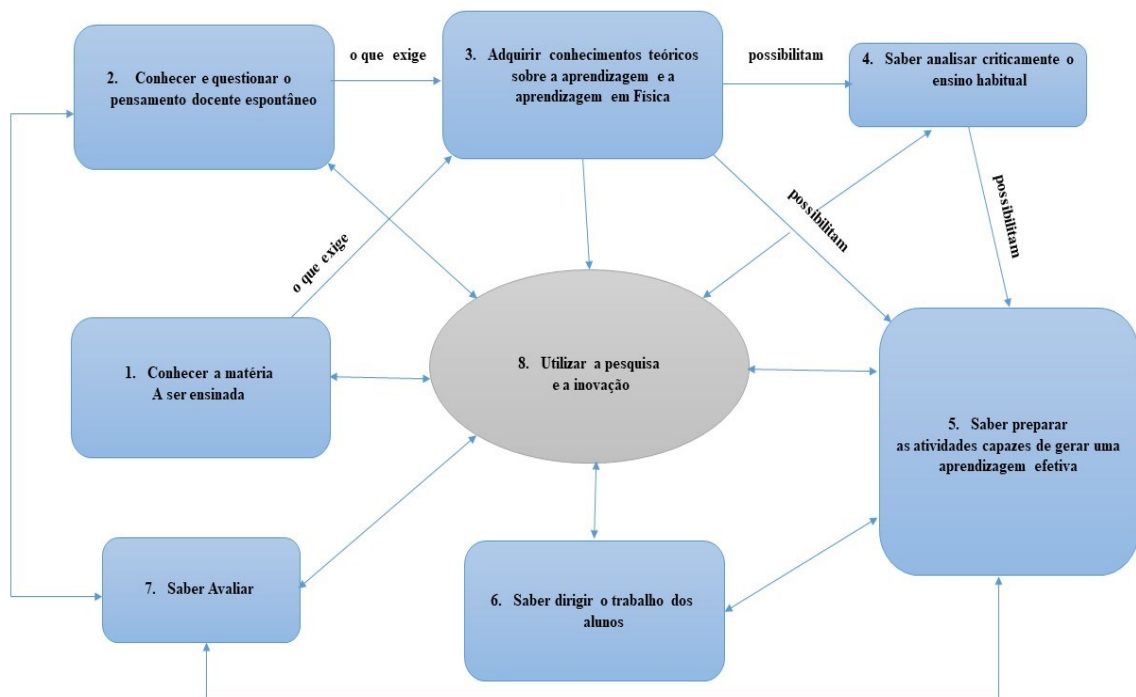 2. Conhecer e questionar o
pensamento docente espontâneo
o que exige
3. Adquirir conhecimentos teóricos
sobre a aprendizagem e a
aprendizagem em Física
possibilitam
4. Saber analisar criticamente o
ensino habitual
possibilitam
possibilitam
o que exige
1. Conhecer a matéria
A ser ensinada
8. Utilizar a pesquisa
e a inovação
5. Saber preparar
as atividades capazes de gerar uma
aprendizagem efetiva
7. Saber Avaliar
6. Saber dirigir o trabalho dos
alunos